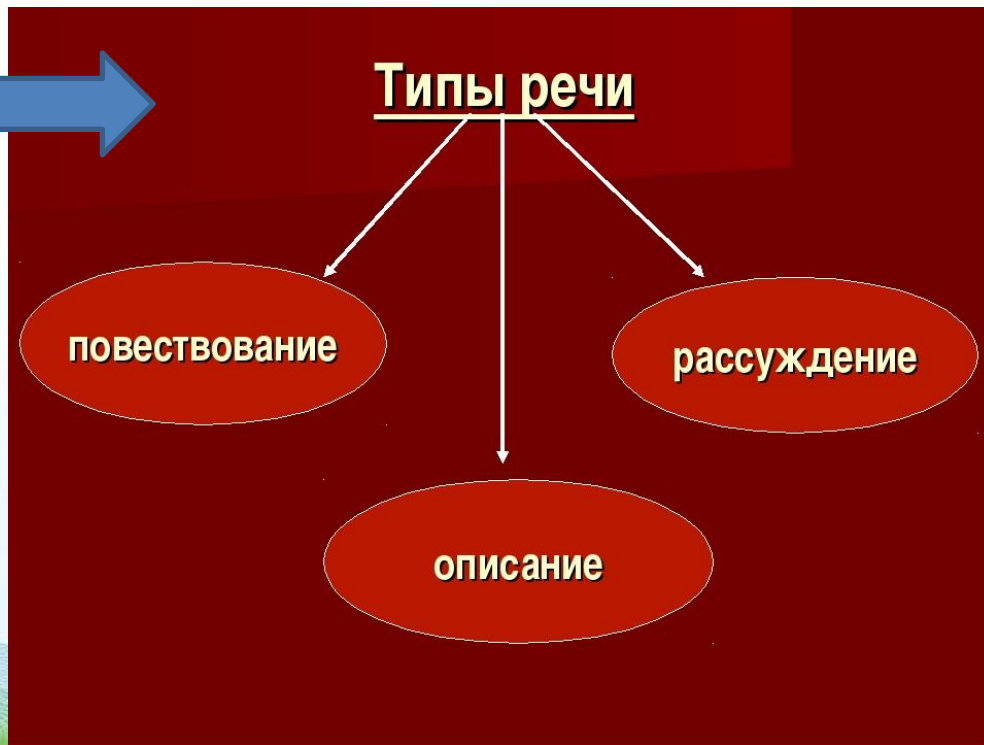 Типы речи
повествование
рассуждение
описание